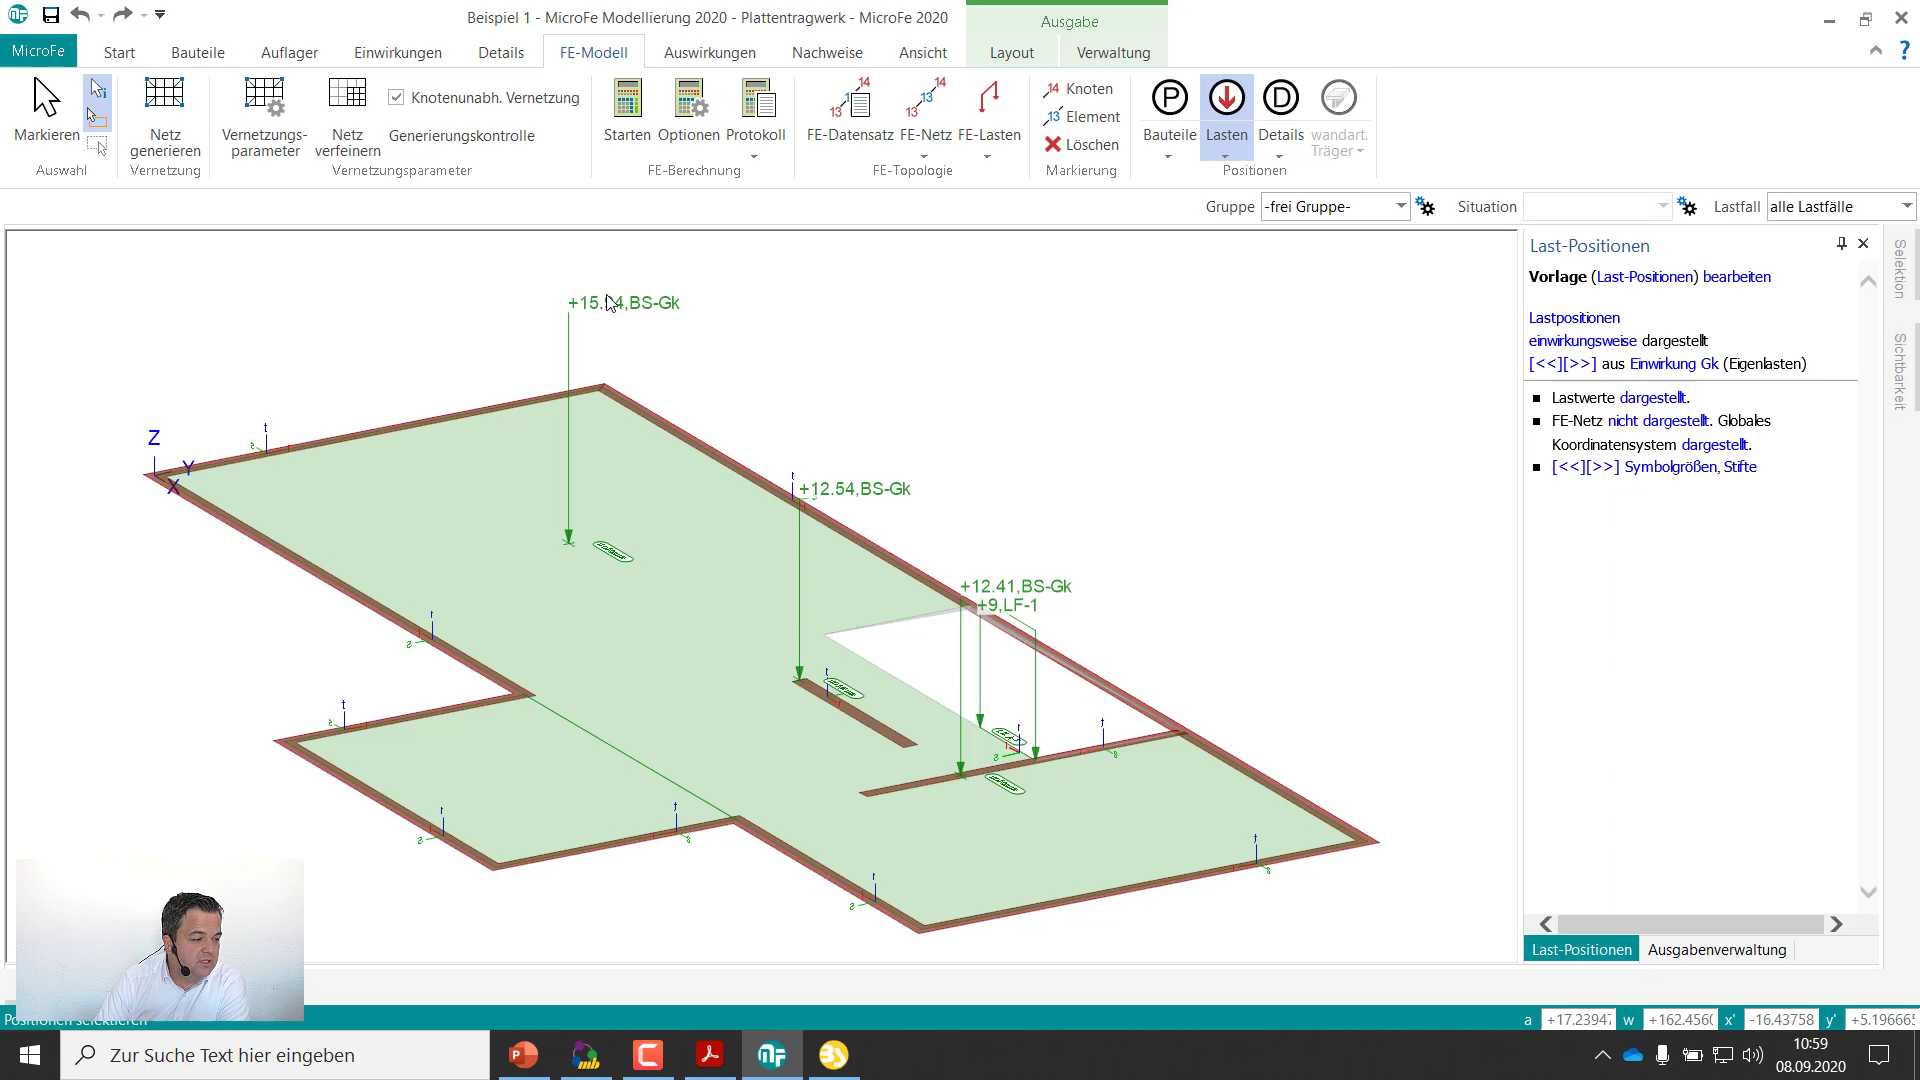 Beispiel 1 - MicroFe Modellierung 2020 - Plattentragwerk - MicroFe 2020
Ausgabe
MicroFe
Start
Bauteile
Auflager
Einwirkungen
Details
FE-Modell
Auswirkungen
Nachweise
Ansicht
Layout
Verwaltung
Markieren
Auswahl
Netz generieren
Vernetzung
Vernetzungs-parameter
Netz verfeinern
Knotenunabh. Vernetzung
Generierungskontrolle
Vernetzungsparameter
Starten
Optionen
Protokoll
FE-Berechnung
FE-Datensatz
FE-Netz
FE-Lasten
FE-Topologie
Knoten
Element
Löschen
Markierung
Bauteile
Lasten
Details
wandart. Träger
Positionen
Gruppe -frei Gruppe-
Situation
Lastfall alle Lastfälle
Last-Positionen
Vorlage (Last-Positionen) bearbeiten
Lastpositionen
einwirkungsweise dargestellt
[<<][>>] aus Einwirkung Gk (Eigenlasten)
Lastwerte dargestellt.
FE-Netz nicht dargestellt. Globales
Koordinatensystem dargestellt.
[<<][>>] Symbolgrößen, Stifte
Selektion
Sichtbarkeit
+12.54,BS-Gk
+12.41,BS-Gk
+9,LF-1
Z
Y
X
Last-Positionen
Ausgabenverwaltung
Positionen selektieren
a +17.23947
w
x' -16.43758
y' +5.196665
Zur Suche Text hier eingeben
10:59
08.09.2020